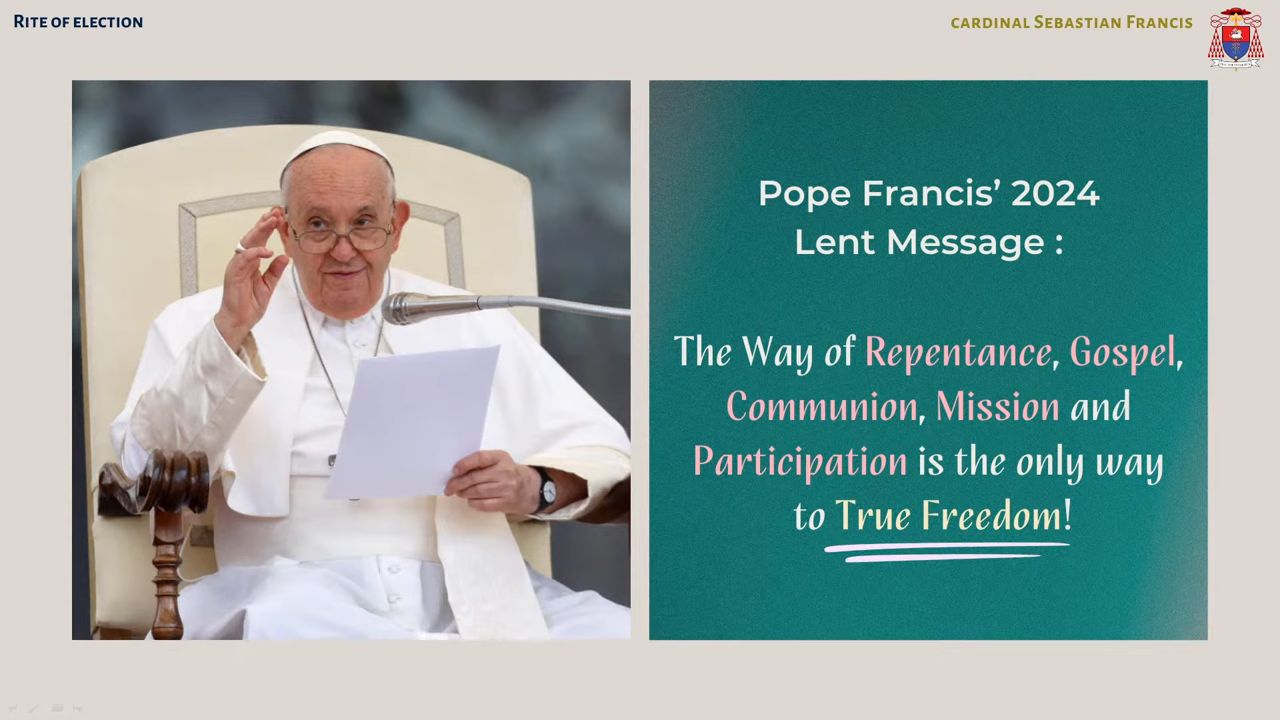 Rite of election
cardinal Sebastian Francis
Pope Francis’ 2024
Lent Message :
The Way of Repentance, Gospel,
Communion, Mission and
Participation is the only way
to True Freedom!